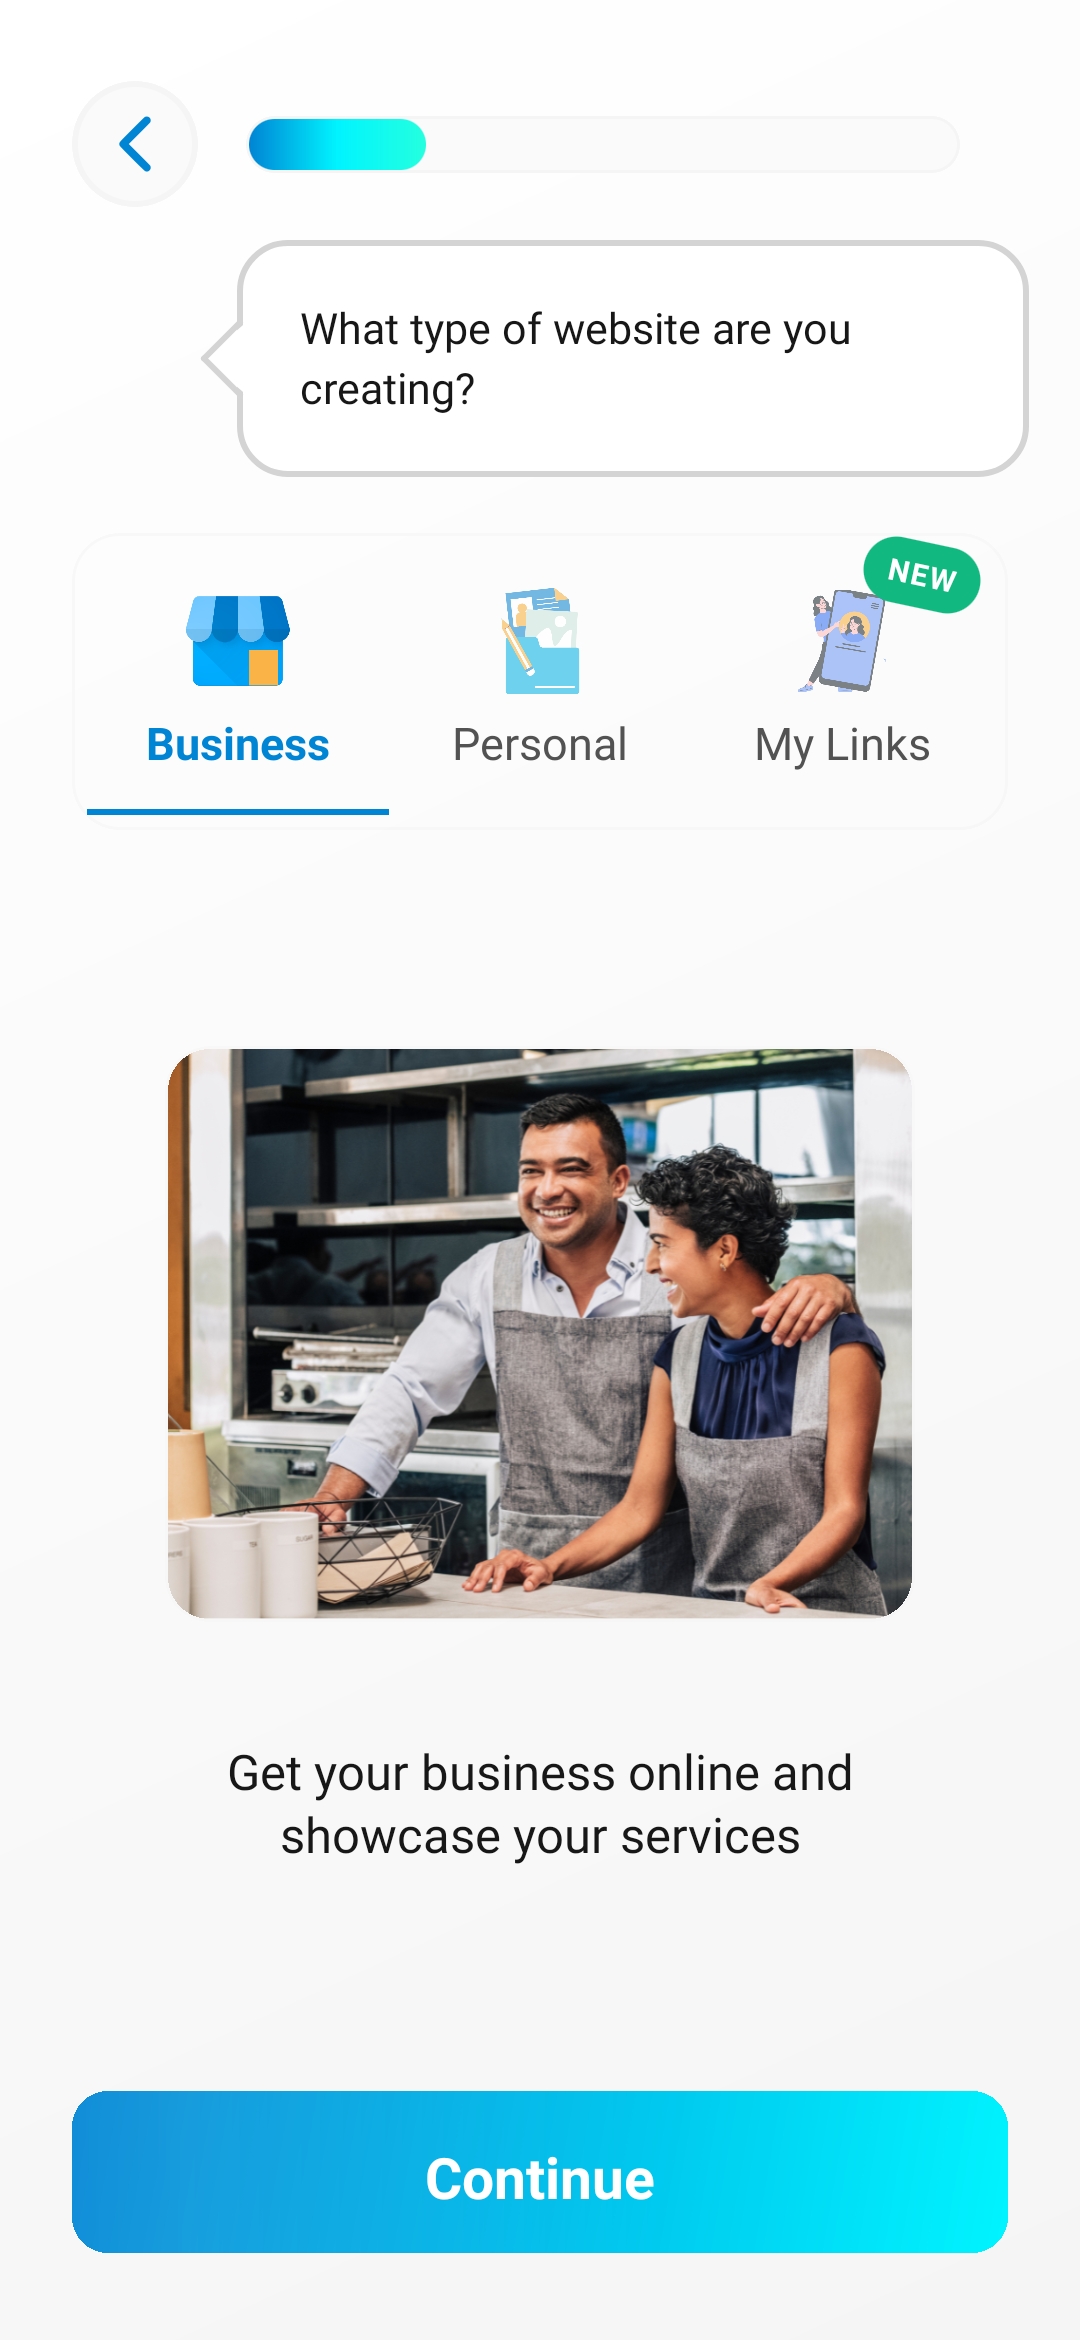 What type of website are you
creating?
NEW
Business
Personal
My Links
Get your business online and
showcase your services
Continue